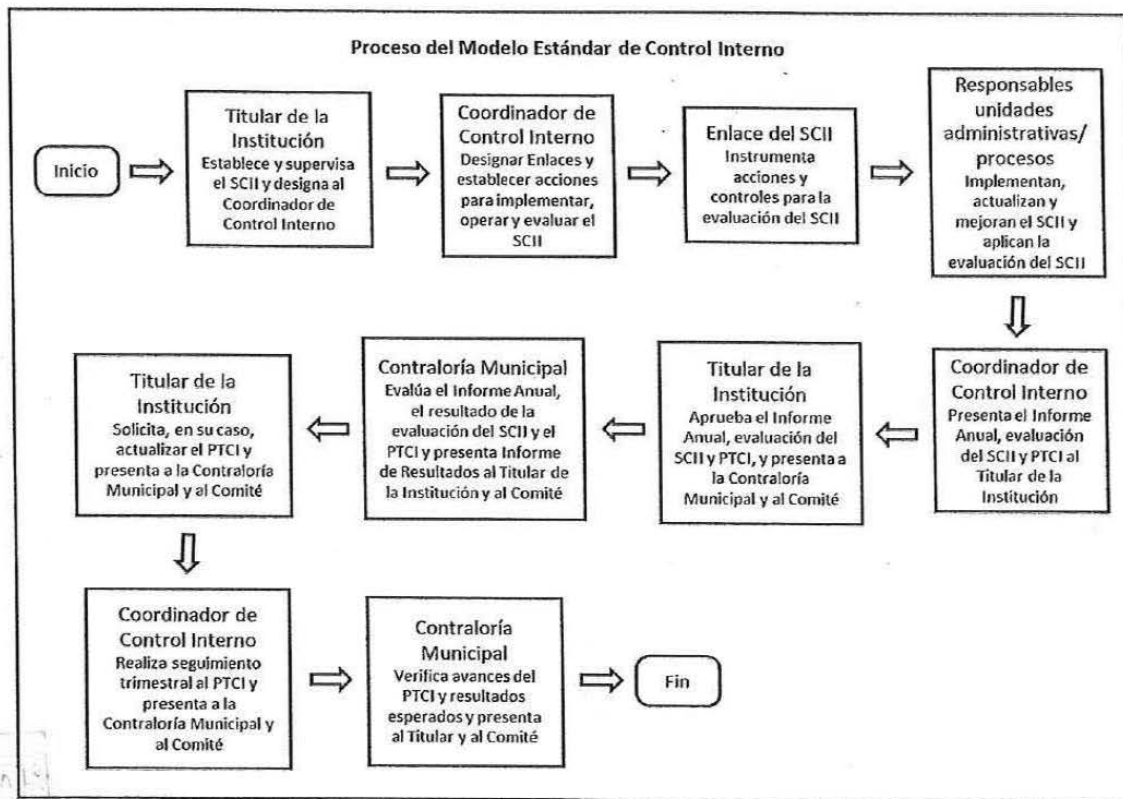 Proceso del Modelo Estándar de Control Interno
Inicio
Titular de la
Institución
Establece y supervisa
el SCII y designa al
Coordinador de
Control Interno
Coordinador de
Control Interno
Designar Enlaces y
establecer acciones
para implementar,
operar y evaluar el
SCII
Enlace del SCII
Instrumenta
acciones y
controles para la
evaluación del SCII
Responsables
unidades
administrativas/
procesos
Implementan,
actualizan y
mejoran el SCII y
aplican la
evaluación del SCII
Coordinador de
Control Interno
Presenta el Informe
Anual, evaluación
del SCII y PTCI al
Titular de la
Institución
Titular de la
Institución
Aprueba el Informe
Anual, evaluación del
SCII y PTCI, y presenta a
la Contraloría
Municipal y al Comité
Contraloría Municipal
Evalúa el Informe Anual,
el resultado de la
evaluación del SCII y el
PTCI y presenta Informe
de Resultados al Titular de
la Institución y al Comité
Titular de la
Institución
Solicita, en su caso,
actualizar el PTCI y
presenta a la Contraloría
Municipal y al Comité
Coordinador de
Control Interno
Realiza seguimiento
trimestral al PTCI y
presenta a la
Contraloría Municipal y
al Comité
Contraloría
Municipal
Verifica avances del
PTCI y resultados
esperados y presenta
al Titular y al Comité
Fin